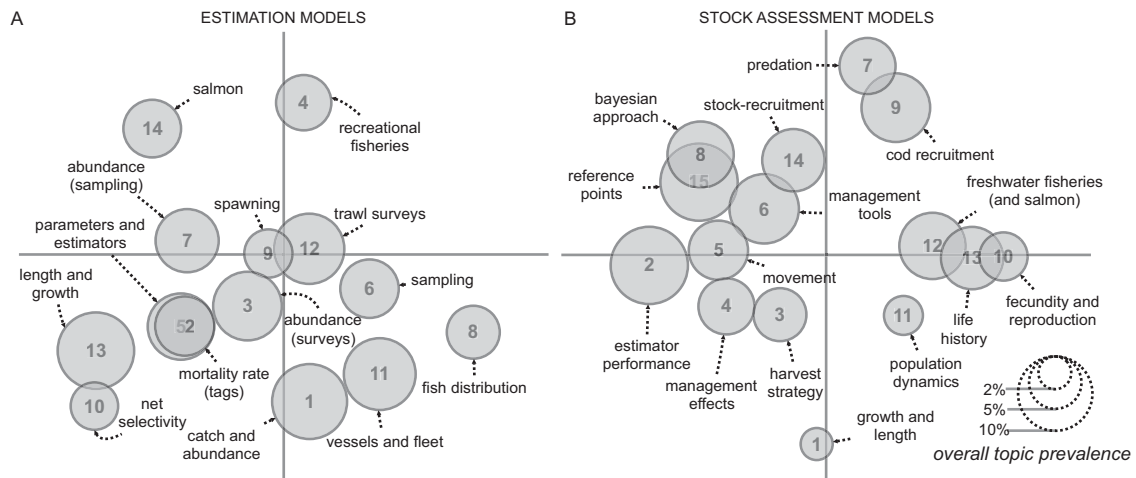 A
ESTIMATION MODELS
salmon
14
4
recreational
fisheries
abundance
(sampling)
parameters and
estimators
spawning
trawl surveys
7
9
12
length and
growth
3
6
sampling
abundance
(surveys)
5
2
13
8
mortality rate
(tags)
11
fish distribution
10
net
selectivity
1
catch and
abundance
vessels and fleet
B
STOCK ASSESSMENT MODELS
predation
7
bayesian
approach
stock-recruitment
9
cod recruitment
8
14
reference
points
15
6
management
tools
freshwater fisheries
(and salmon)
2
5
12
13
10
movement
fecundity and
reproduction
4
3
11
life
history
estimator
performance
management
effects
harvest
strategy
population
dynamics
2%
5%
10%
1
growth and
length
overall topic prevalence